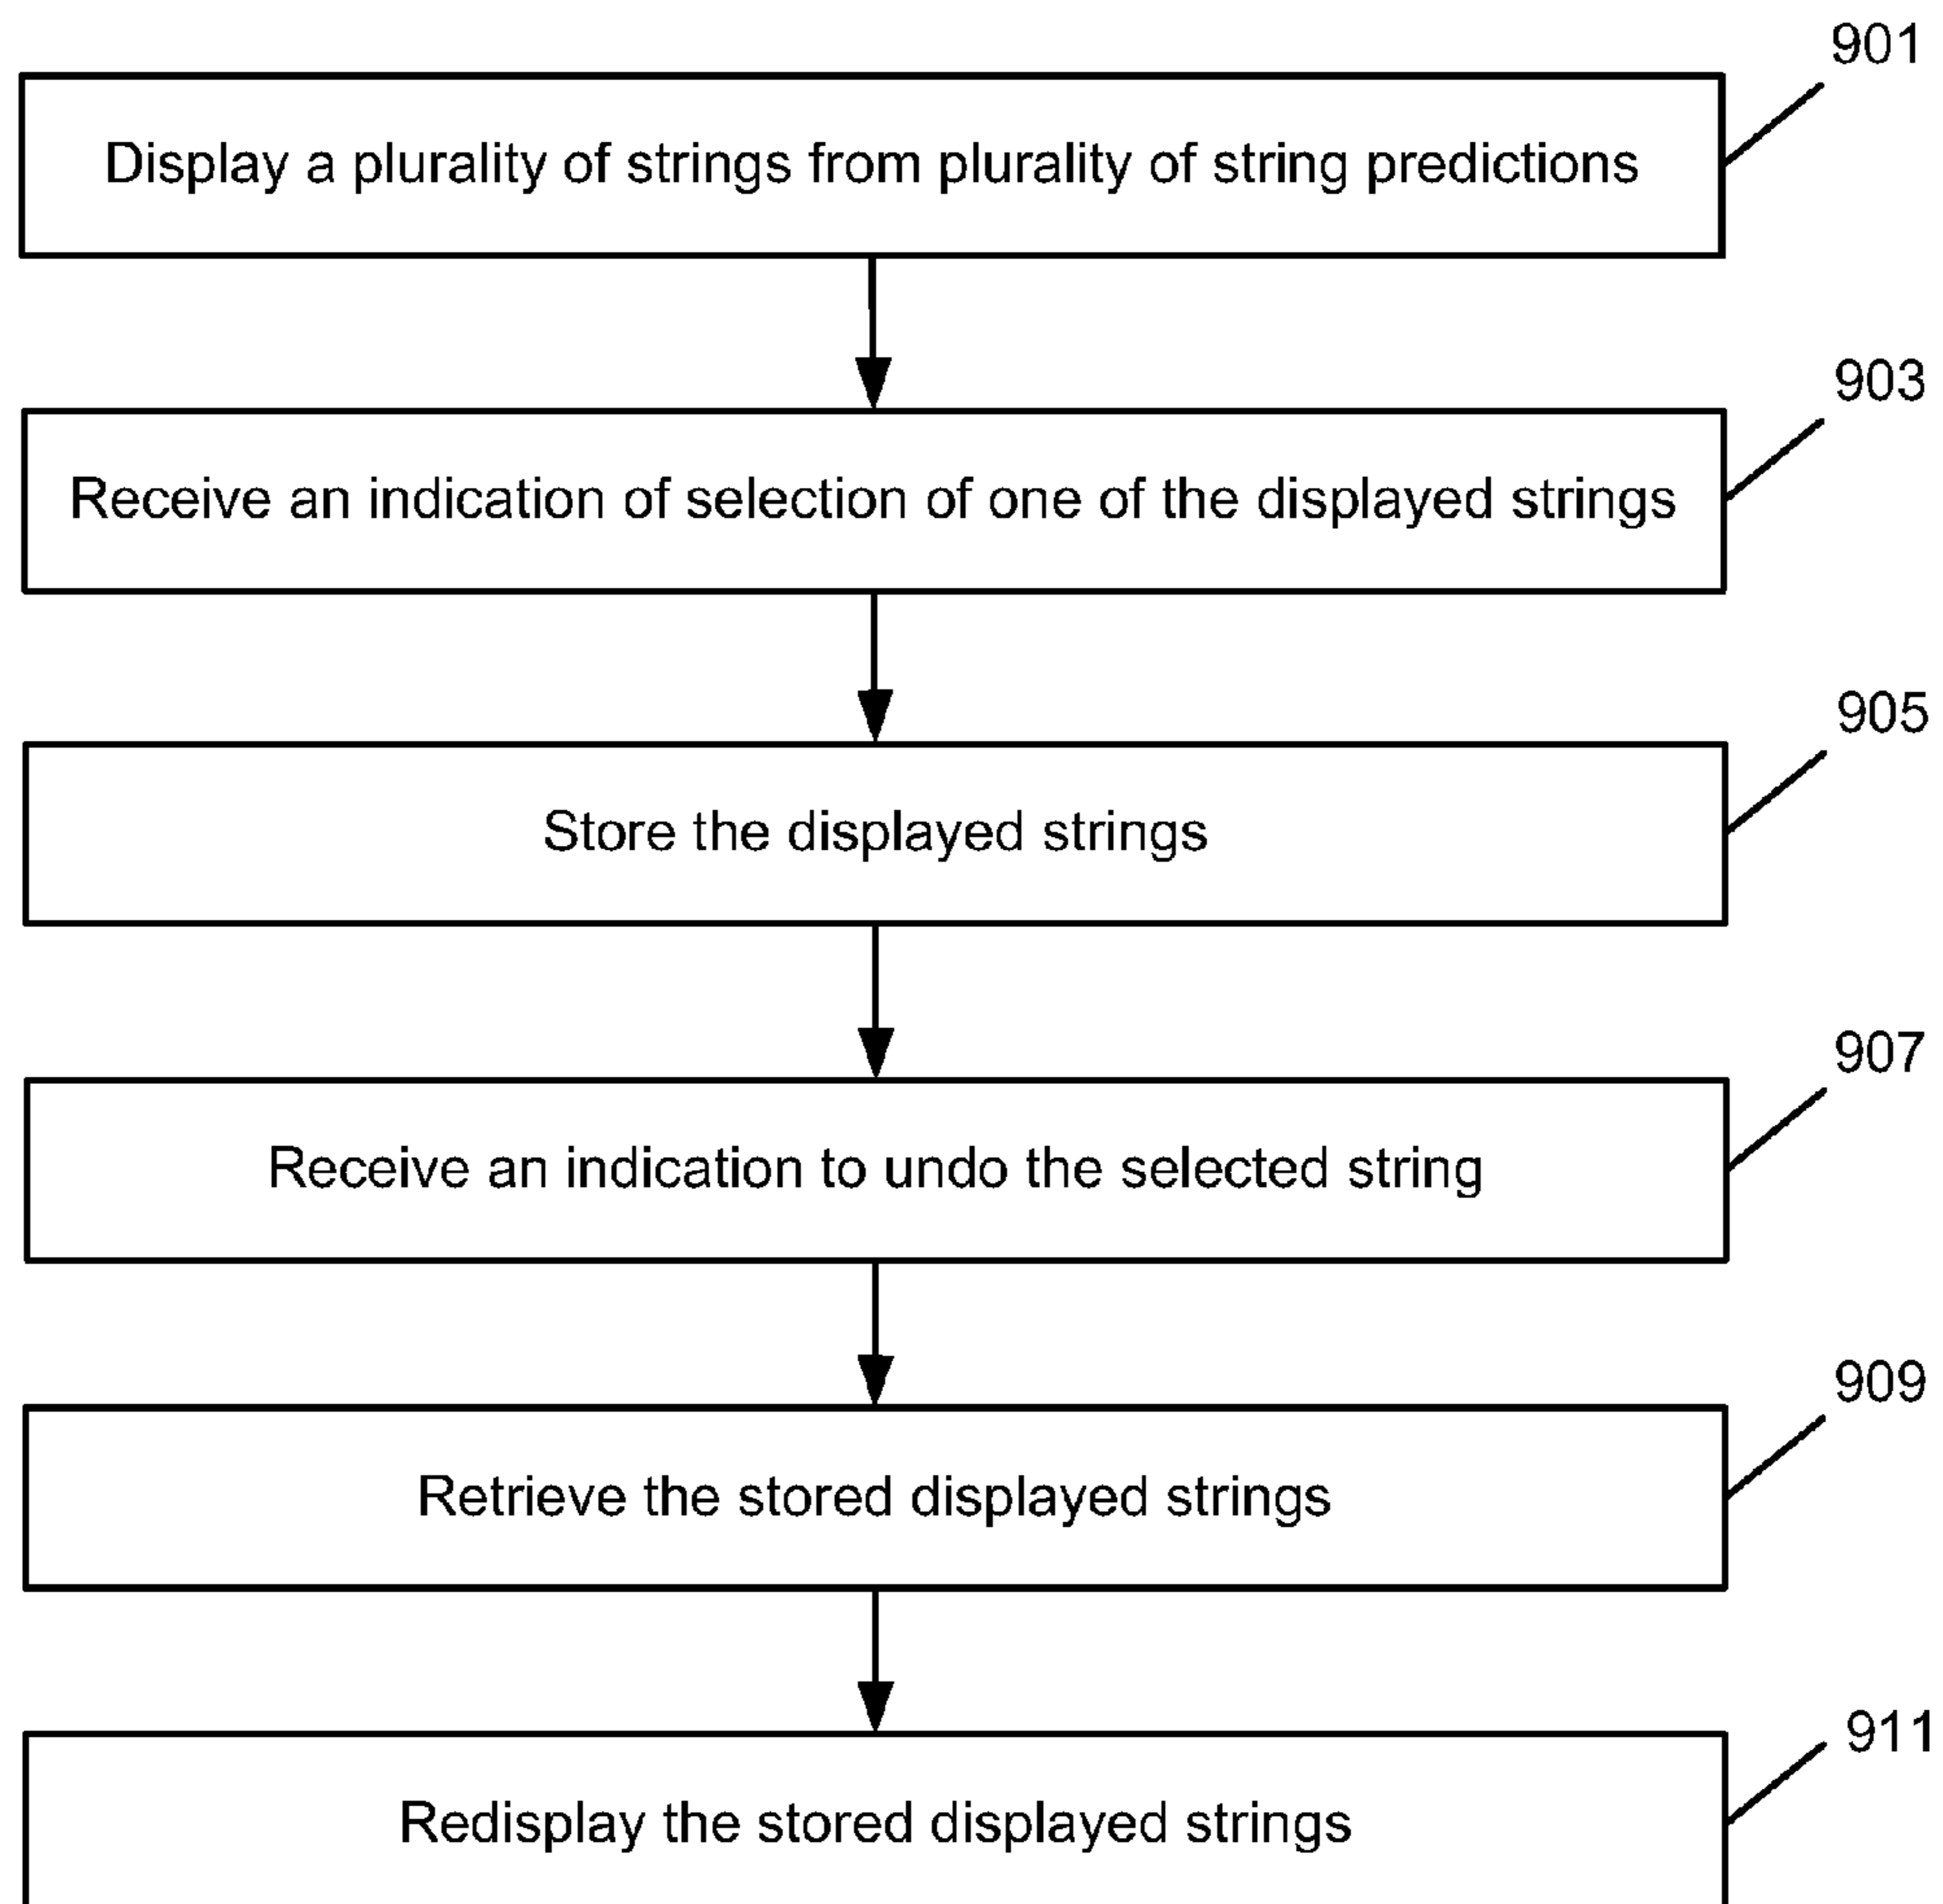 901
Display a plurality of strings from plurality of string predictions
903
Receive an indication of selection of one of the displayed strings
905
Store the displayed strings
907
Receive an indication to undo the selected string
909
Retrieve the stored displayed strings
911
Redisplay the stored displayed strings